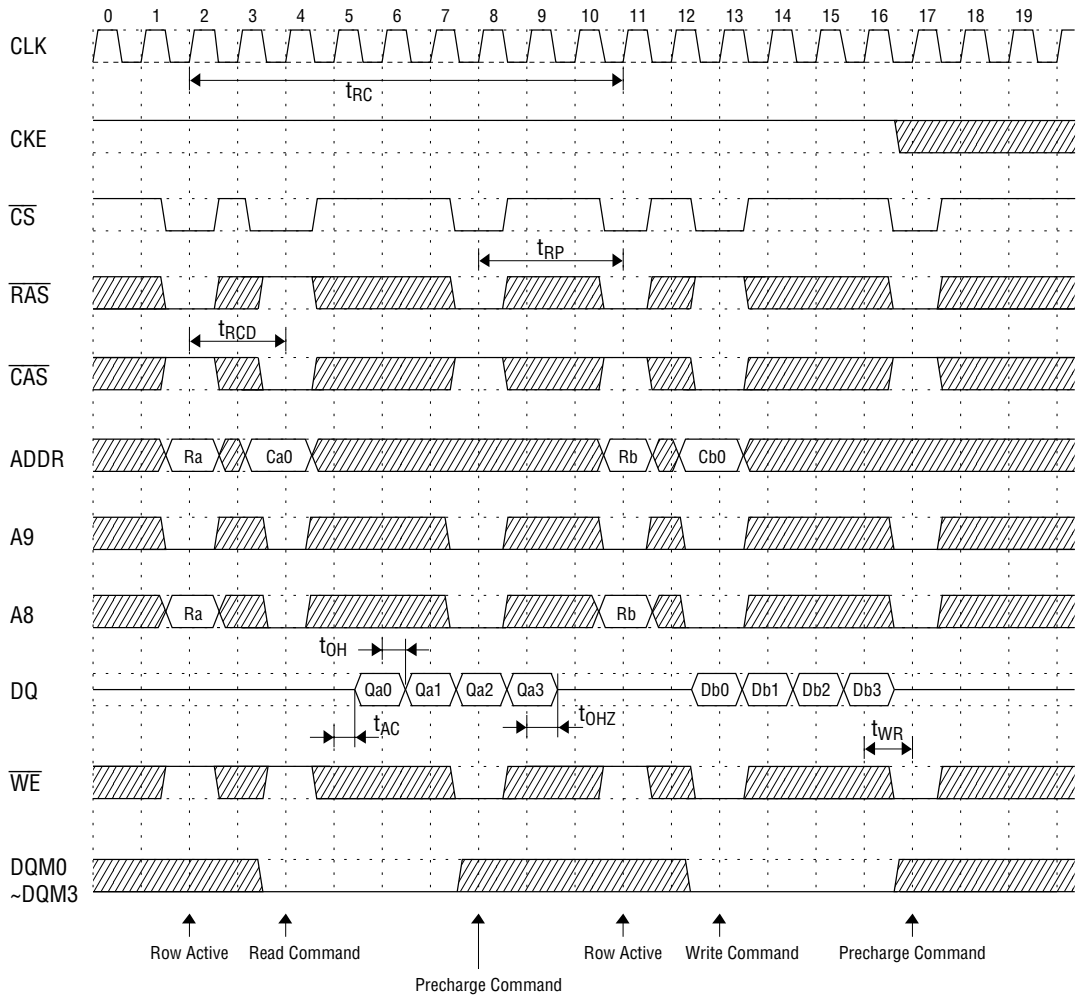 0 1 2 3 4 5 6 7 8 9 10 11 12 13 14 15 16 17 18 19
CLK
tRC
CKE
CS
tRP
RAS
tRCD
CAS
ADDR Ra Ca0 Rb Cb0
A9
A8 Ra Rb
tOH
DQ Qa0 Qa1 Qa2 Qa3 Db0 Db1 Db2 Db3
tAC tOHZ tWR
WE
DQM0
~DQM3
Row Active Read Command Row Active Write Command Precharge Command
Precharge Command